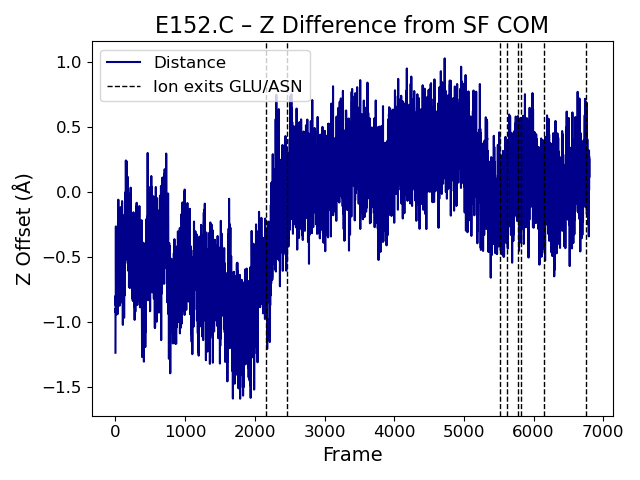 E152.C – Z Difference from SF COM
Distance
Ion exits GLU/ASN
Z Offset (Å)
1.0
0.5
0.0
−0.5
−1.0
−1.5
0 1000 2000 3000 4000 5000 6000 7000
Frame